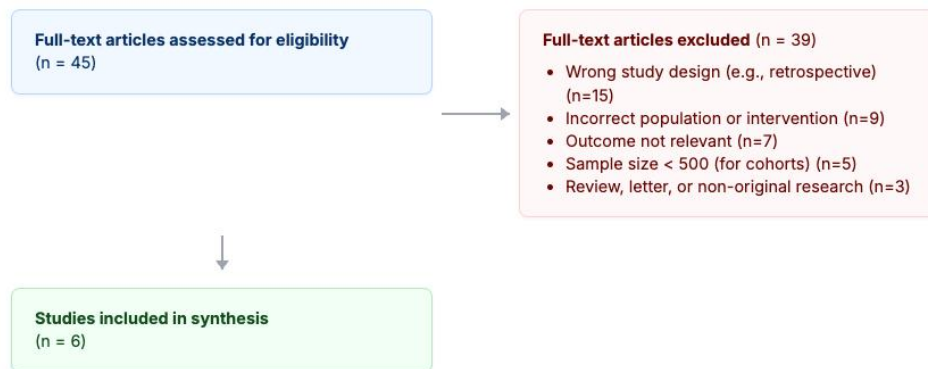 Full-text articles assessed for eligibility
(n = 45)
Full-text articles excluded (n = 39)
• Wrong study design (e.g., retrospective)
(n=15)
• Incorrect population or intervention (n=9)
• Outcome not relevant (n=7)
• Sample size < 500 (for cohorts) (n=5)
• Review, letter, or non-original research (n=3)
Studies included in synthesis
(n = 6)